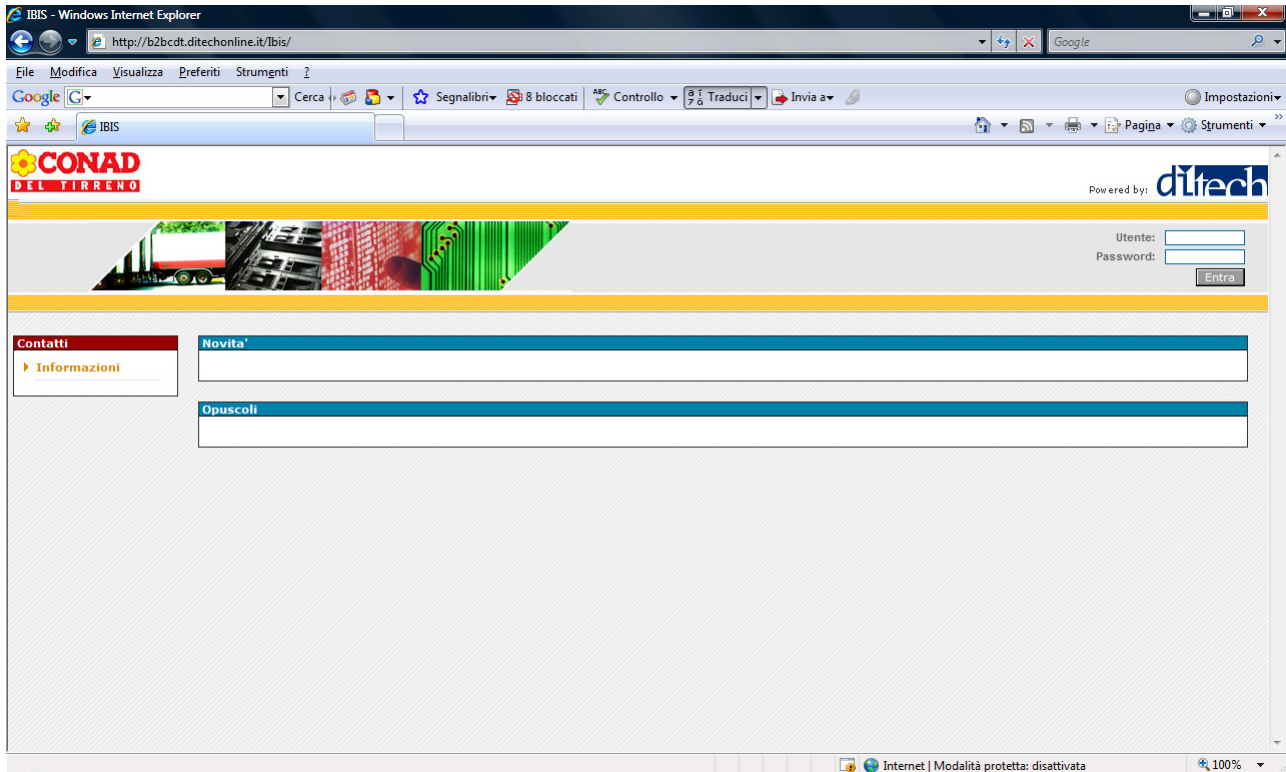 IBIS - Windows Internet Explorer
http://b2bcdt.ditechonline.it/Ibis/
Google
File Modifica Visualizza Preferiti Strumenti ?
Google G Cerca Segnalibri 8 bloccati ABC Controllo Traduci Invia a Impostazioni
IBIS
Pagina Strumenti
CONAD
DEL TIRRENO
Powered by: ditech
Utente:
Password:
Entra
Contatti
Informazioni
Novita'
Opuscoli
Internet | Modalità protetta: disattivata
100%